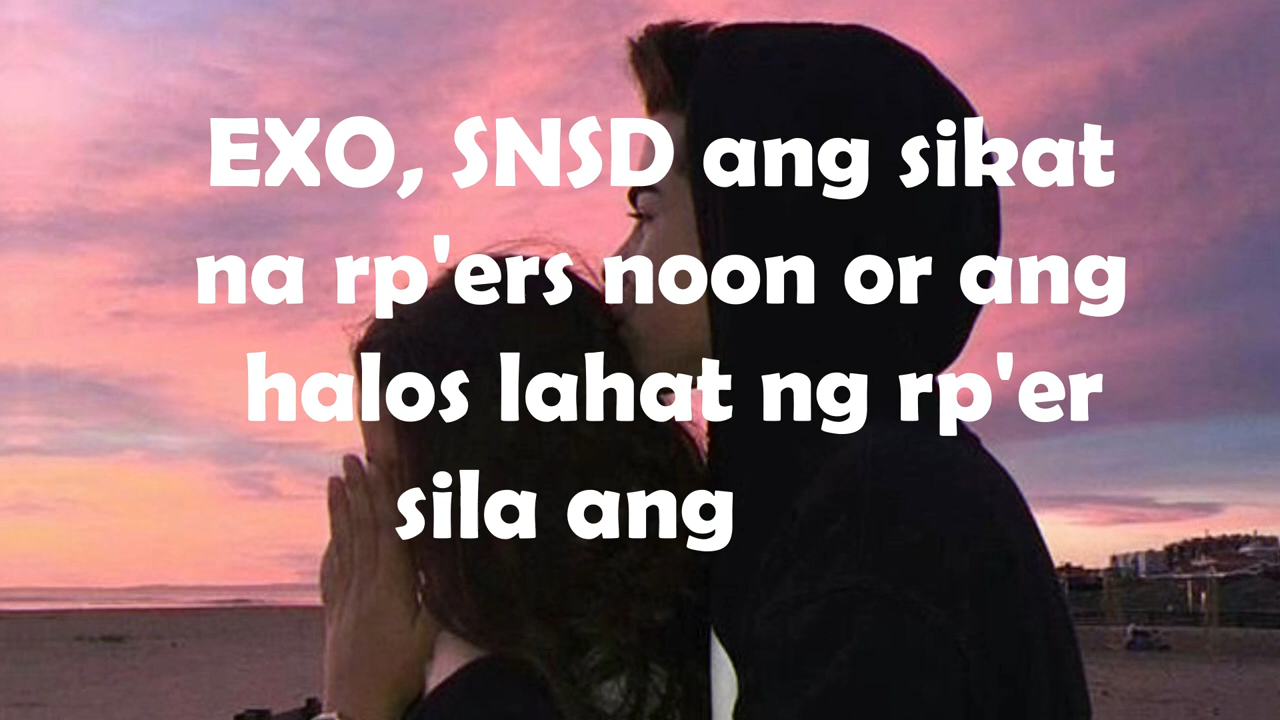 EXO, SNSD ang sikat
na rp'ers noon or ang
halos lahat ng rp'er
sila ang